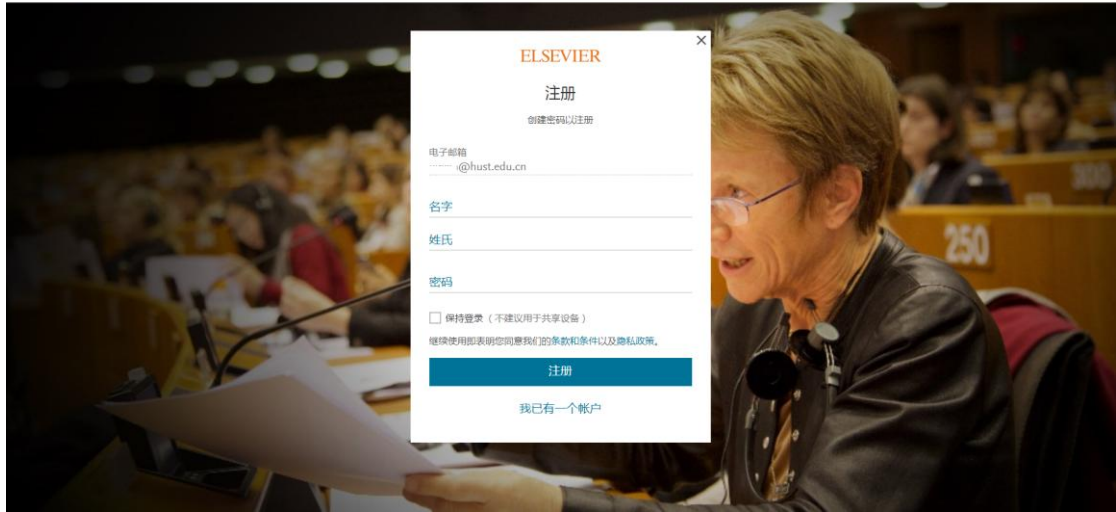 ELSEVIER
注册
创建密码以注册
电子邮箱
@hust.edu.cn
名字
姓氏
密码
保持登录（不建议用于共享设备）
继续使用即表明您同意我们的条款和条件以及隐私政策。
注册
我已有一个帐户
250
300